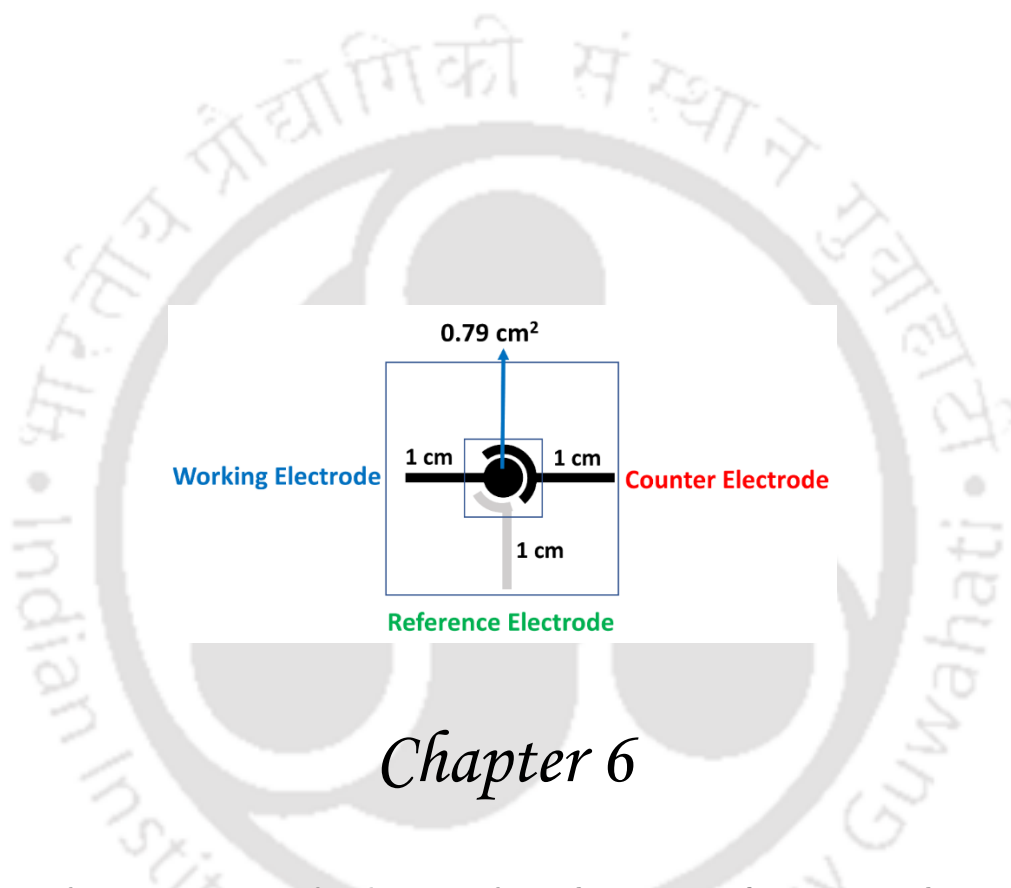 भारतीय प्रौद्योगिकी संस्थान गुवाहाटी
0.79 cm²
1 cm
1 cm
Working Electrode
Counter Electrode
1 cm
Reference Electrode
Chapter 6
• Indian
Guwahati •